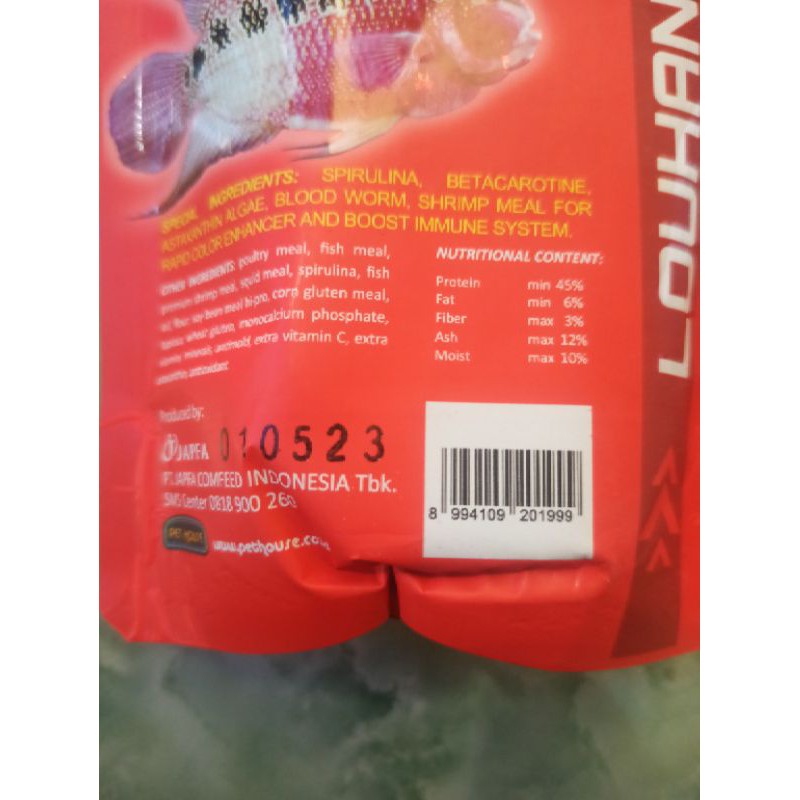 LOUHAN
SPECIAL INGREDIENTS: SPIRULINA, BETACAROTINE,
ASTAXANTHIN ALGAE, BLOOD WORM, SHRIMP MEAL FOR
RAPID COLOR ENHANCER AND BOOST IMMUNE SYSTEM.
OTHER INGREDIENTS: poultry meal, fish meal,
shrimp meal, squid meal, spirulina, fish
soy bean meal bi-pro, corn gluten meal,
wheat gluten, monocalcium phosphate,
extra vitamin C, extra
antioxidant
NUTRITIONAL CONTENT:
Protein min 45%
Fat min 6%
Fiber max 3%
Ash max 12%
Moist max 10%
Produced by:
JAPFA 010523
PT. JAPFA COMFEED INDONESIA Tbk.
SMS Center 0818 900 260
PET HOUSE www.pethouse.co
8 994109 201999